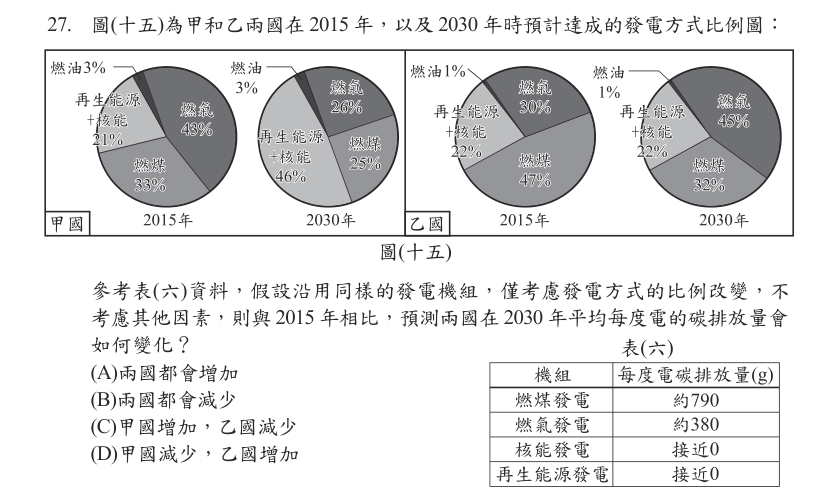 27. 圖(十五)為甲和乙兩國在2015年，以及2030年時預計達成的發電方式比例圖：
燃油3%
再生能源
+核能
21%
燃氣
43%
燃煤
33%
2015年
燃油
3%
燃氣
26%
再生能源
+核能
46%
燃煤
25%
2030年
甲國
燃油1%
再生能源
+核能
22%
燃氣
30%
燃煤
47%
2015年
燃油
1%
再生能源
+核能
22%
燃氣
45%
燃煤
32%
2030年
乙國
圖(十五)
參考表(六)資料，假設沿用同樣的發電機組，僅考慮發電方式的比例改變，不
考慮其他因素，則與2015年相比，預測兩國在2030年平均每度電的碳排放量會
如何變化？
(A)兩國都會增加
(B)兩國都會減少
(C)甲國增加，乙國減少
(D)甲國減少，乙國增加
表(六)
機組 每度電碳排放量(g)
燃煤發電 約790
燃氣發電 約380
核能發電 接近0
再生能源發電 接近0